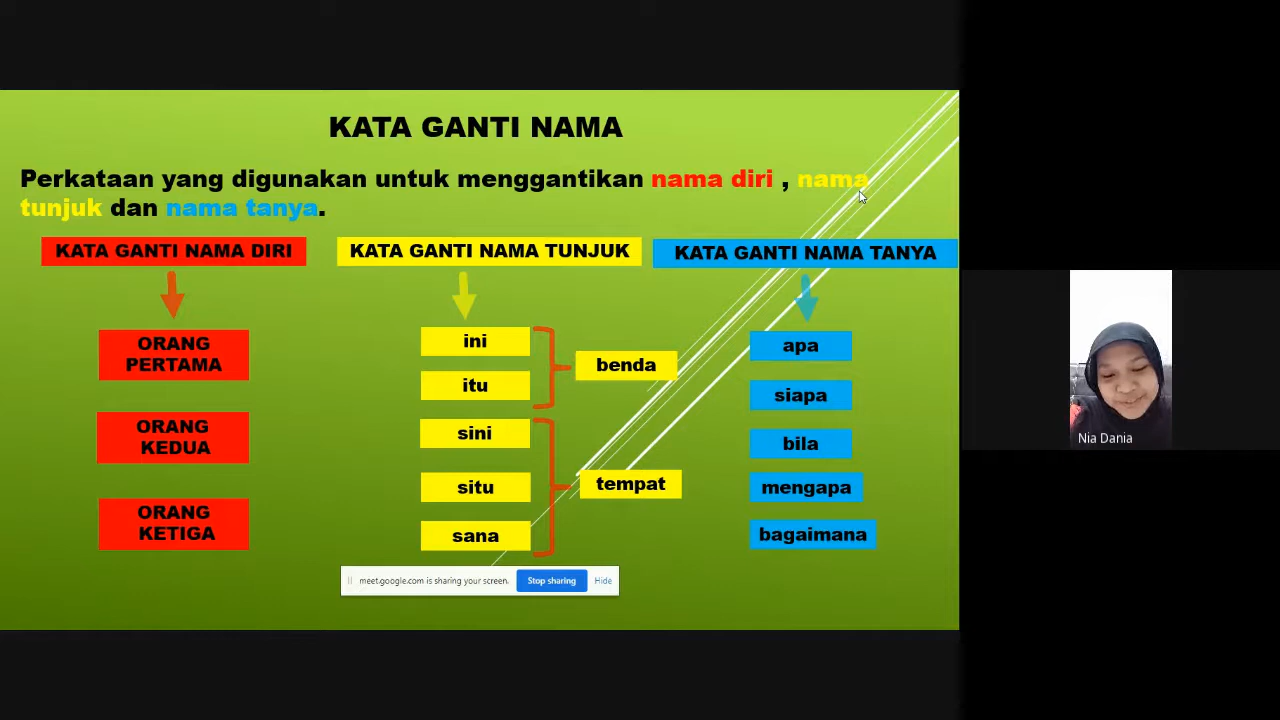 KATA GANTI NAMA
Perkataan yang digunakan untuk menggantikan nama diri , nama
tunjuk dan nama tanya.
KATA GANTI NAMA DIRI
KATA GANTI NAMA TUNJUK
KATA GANTI NAMA TANYA
ORANG
PERTAMA
ORANG
KEDUA
ORANG
KETIGA
ini
itu
benda
sini
situ
sana
tempat
apa
siapa
bila
mengapa
bagaimana
meet.google.com is sharing your screen.
Stop sharing
Hide
Nia Dania